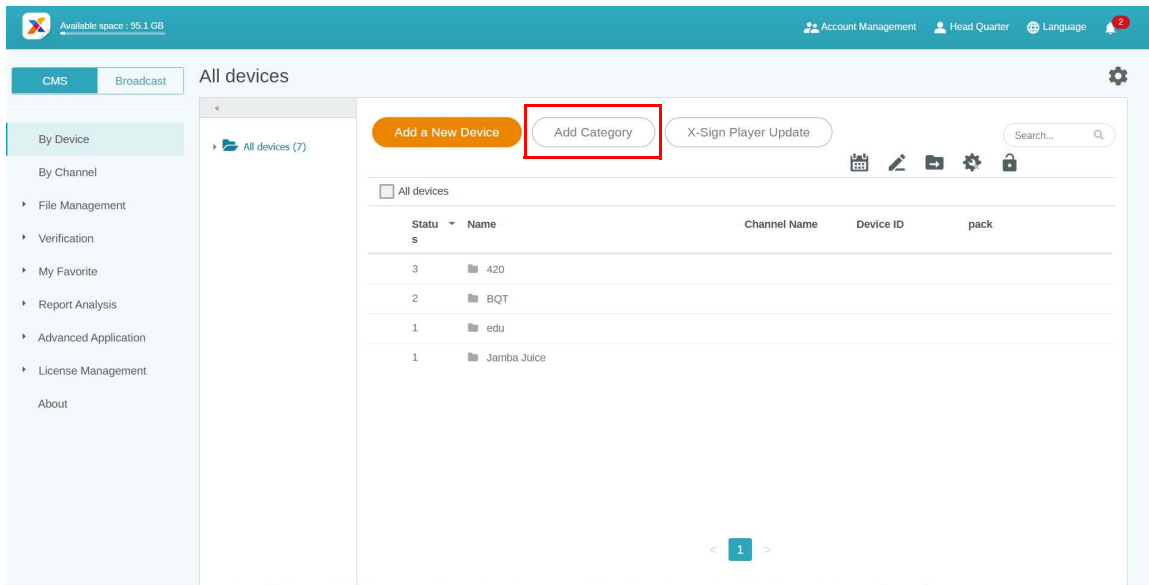 Available space : 95.1 GB
Account Management
Head Quarter
Language
2
CMS
Broadcast
All devices
By Device
By Channel
File Management
Verification
My Favorite
Report Analysis
Advanced Application
License Management
About
«
All devices (7)
Add a New Device
Add Category
X-Sign Player Update
Search...
All devices
Statu
s
Name
Channel Name
Device ID
pack
3 420
2 BQT
1 edu
1 Jamba Juice
< 1 >